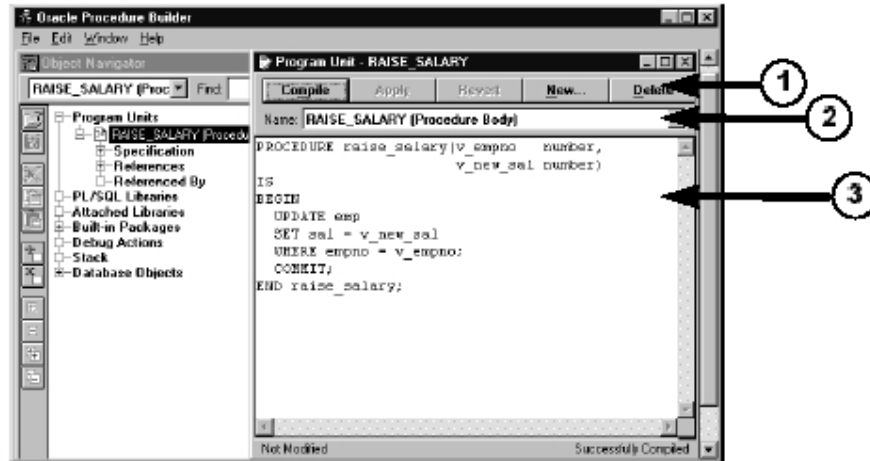 Oracle Procedure Builder
File Edit Window Help
Object Navigator
RAISE_SALARY (Proc Find:
Program Units
RAISE_SALARY (Procedu
Specification
References
Referenced By
PL/SQL Libraries
Attached Libraries
Built-in Packages
Debug Actions
Stack
Database Objects
Program Unit - RAISE_SALARY
Compile Apply Revert New... Delete
Name: RAISE_SALARY (Procedure Body)
PROCEDURE raise_salary(v_empno number,
v_new_sal number)
IS
BEGIN
UPDATE emp
SET sal = v_new_sal
WHERE empno = v_empno;
COMMIT;
END raise_salary;
Not Modified Successfully Compiled
1
2
3